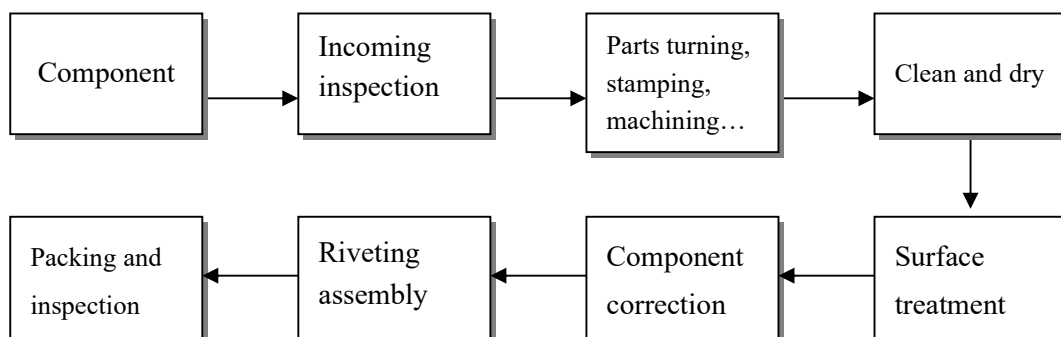 Component
Incoming
inspection
Parts turning,
stamping,
machining…
Clean and dry
Surface
treatment
Component
correction
Riveting
assembly
Packing and
inspection